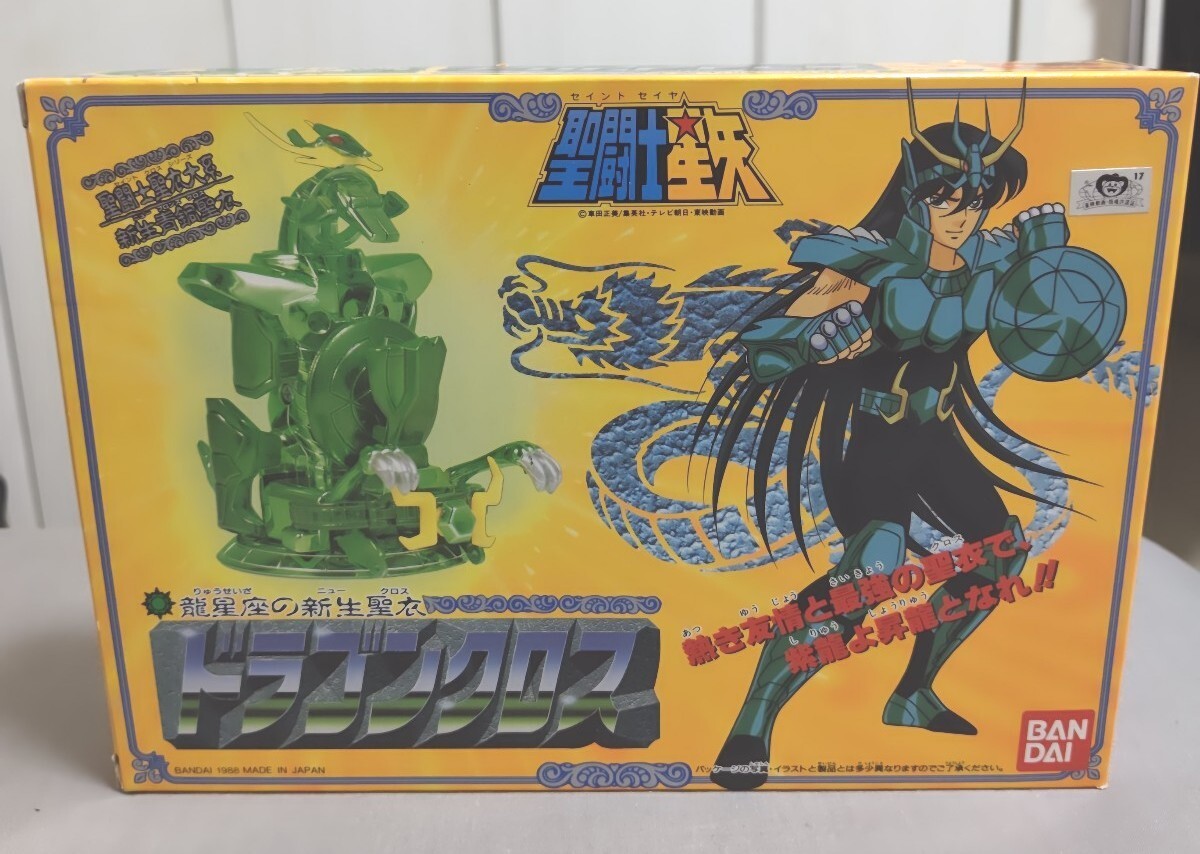 セイント セイヤ
聖闘士星矢
©車田正美/集英社・テレビ朝日・東映動画
聖闘士聖衣大系
新生青銅聖衣
17
りゅうせいざ ニュー クロス
龍星座の新生聖衣
ドラゴンクロス
クロス
さいきょう
ゆうじょう
あつ
熱き友情と最強の聖衣で、
しりゅう しょうりゅう
紫龍よ昇龍となれ!!
BANDAI 1988 MADE IN JAPAN
パッケージの写真・イラストと製品とは多少異なりますのでご了承ください。
BAN
DAI